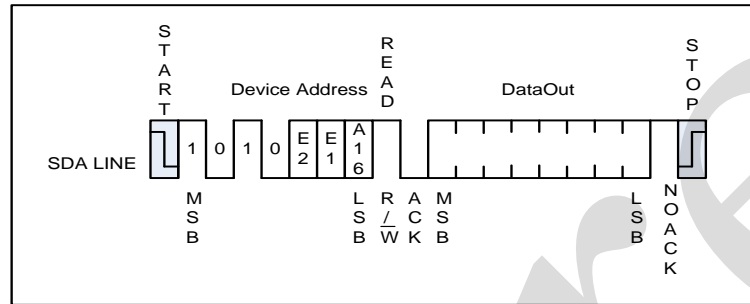 START
READ
STOP
Device Address
DataOut
SDA LINE
1 0 1 0 E2 E1 A16
MSB
LSB
R/W
ACK
MSB
LSB
NOACK